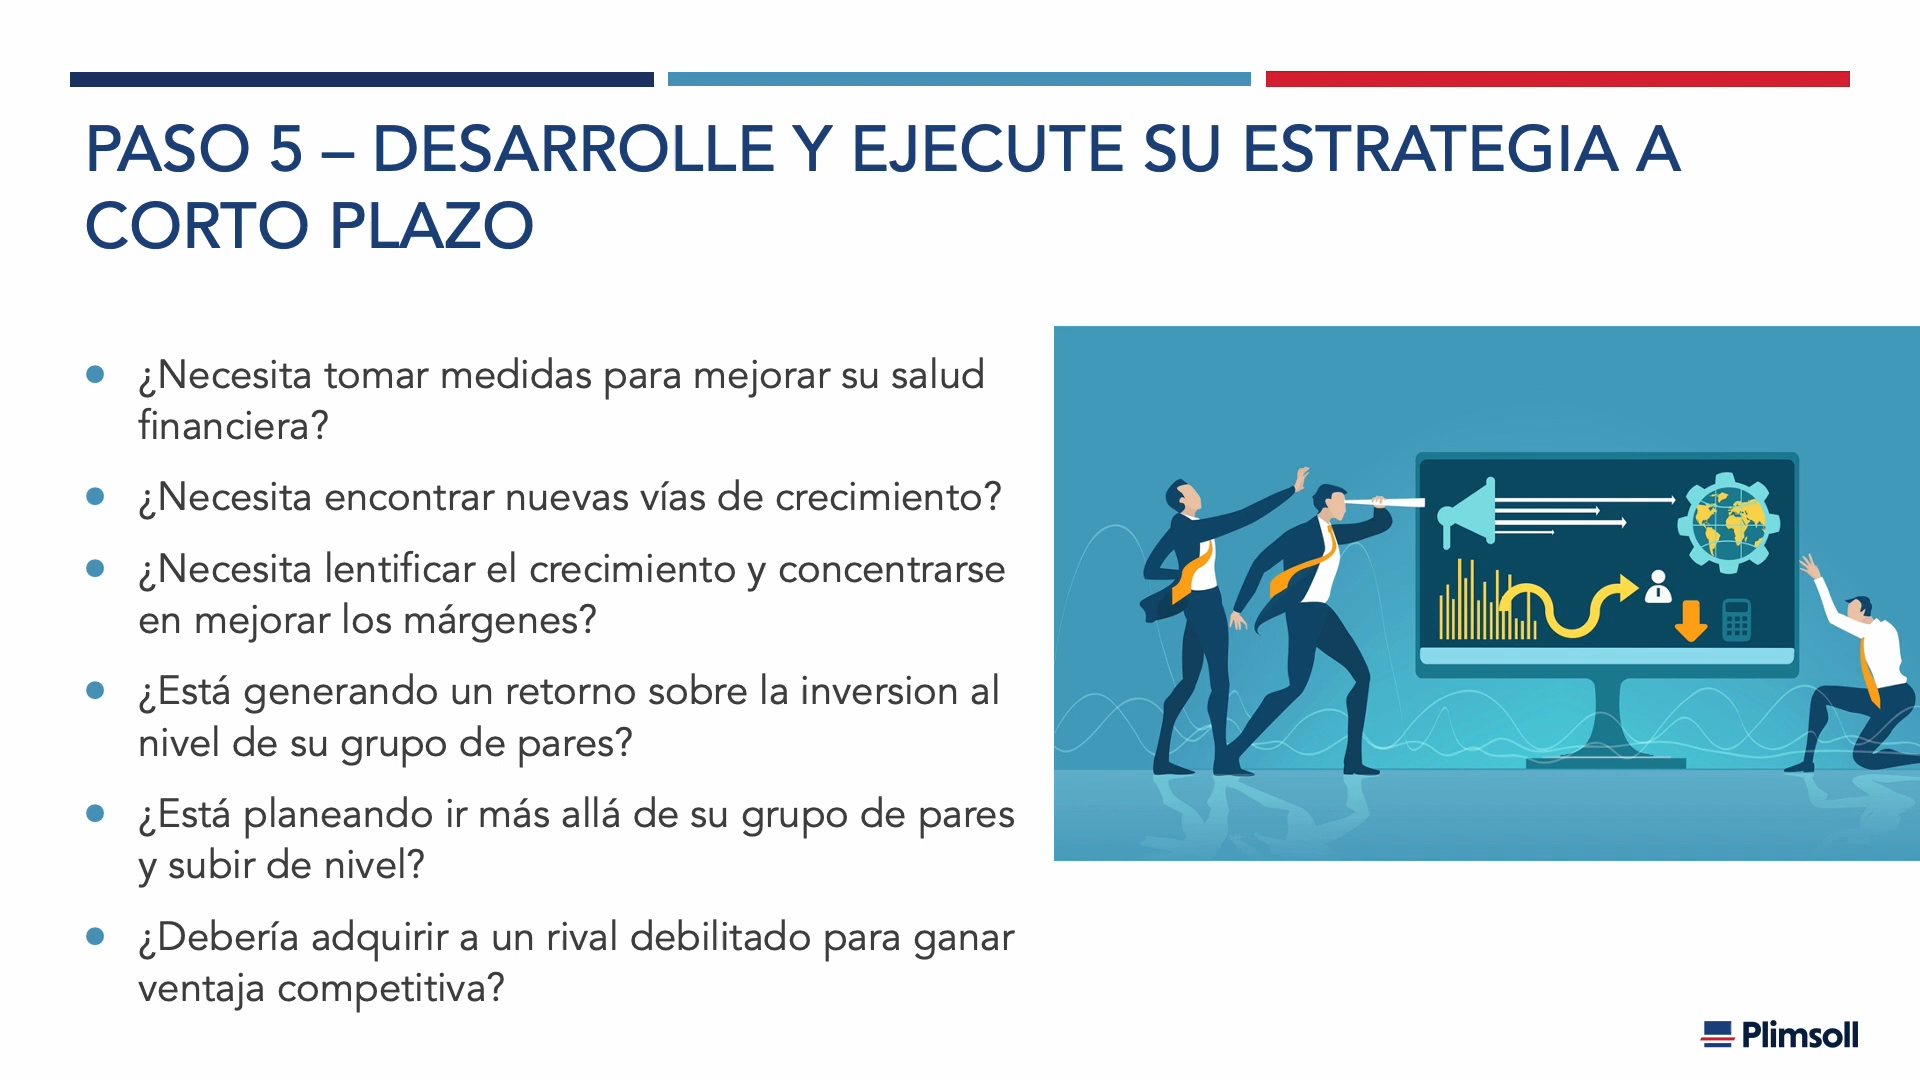 PASO 5 – DESARROLLE Y EJECUTE SU ESTRATEGIA A
CORTO PLAZO
¿Necesita tomar medidas para mejorar su salud
financiera?
¿Necesita encontrar nuevas vías de crecimiento?
¿Necesita lentificar el crecimiento y concentrarse
en mejorar los márgenes?
¿Está generando un retorno sobre la inversion al
nivel de su grupo de pares?
¿Está planeando ir más allá de su grupo de pares
y subir de nivel?
¿Debería adquirir a un rival debilitado para ganar
ventaja competitiva?
Plimsoll